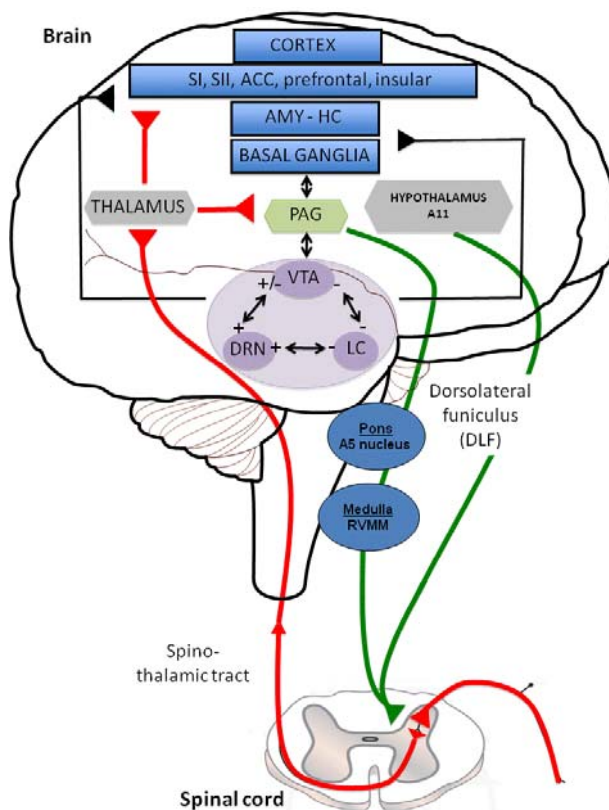 Brain
CORTEX
SI, SII, ACC, prefrontal, insular
AMY - HC
BASAL GANGLIA
THALAMUS
PAG
HYPOTHALAMUS
A11
+/-
VTA
-
+
-
DRN
+
-
LC
Dorsolateral
funiculus
(DLF)
Pons
A5 nucleus
Medulla
RVMM
Spino-
thalamic tract
Spinal cord